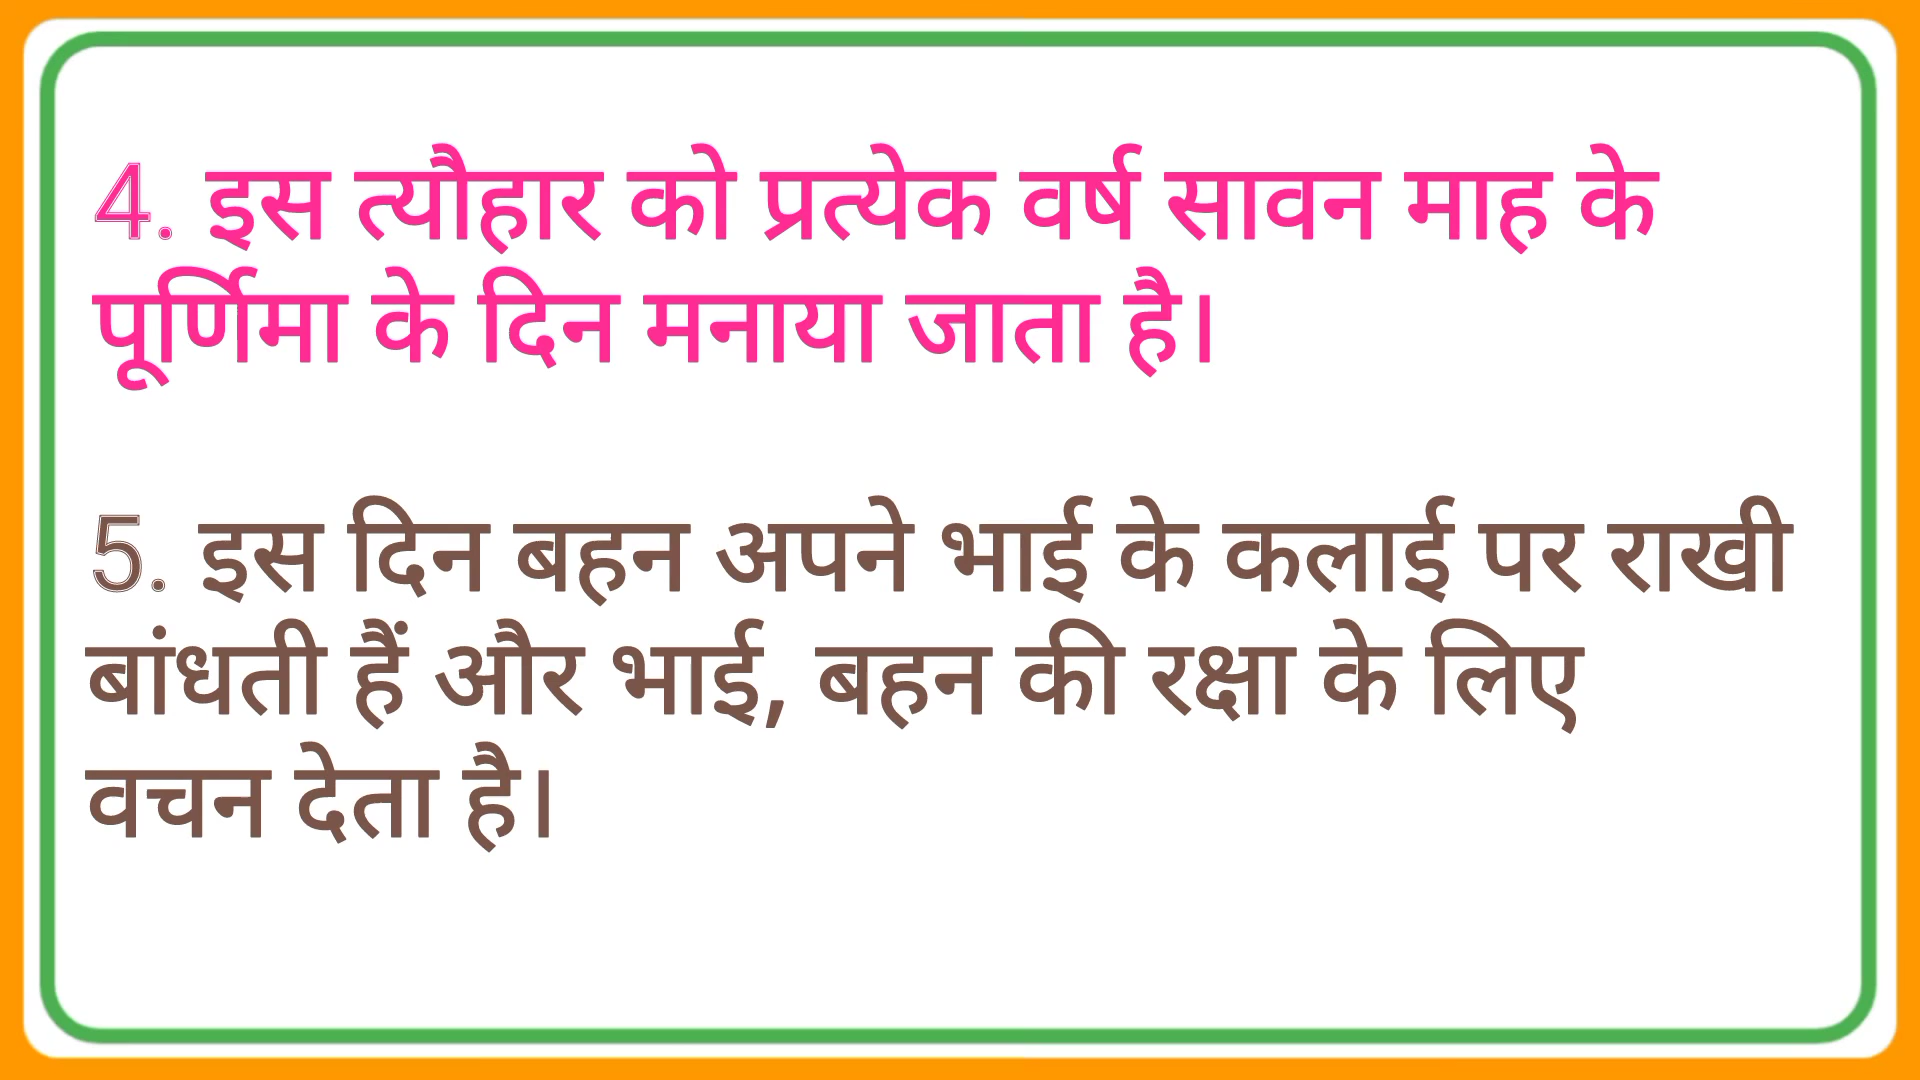 4. इस त्यौहार को प्रत्येक वर्ष सावन माह के
पूर्णिमा के दिन मनाया जाता है।
5. इस दिन बहन अपने भाई के कलाई पर राखी
बांधती हैं और भाई, बहन की रक्षा के लिए
वचन देता है।